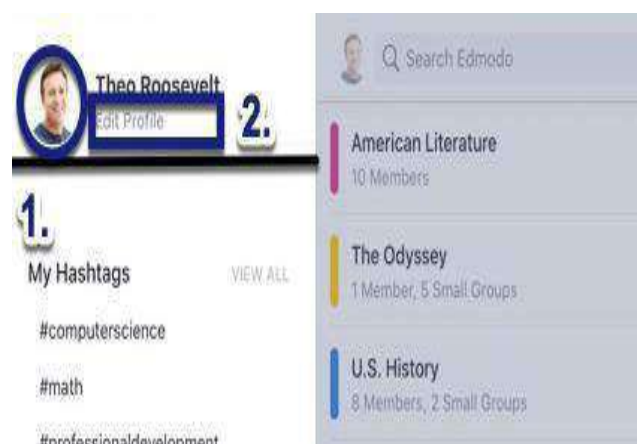 Theo Roosevelt
Edit Profile
2.
1.
My Hashtags VIEW ALL
#computerscience
#math
#professionaldevelopment
Search Edmodo
American Literature
10 Members
The Odyssey
1 Member, 5 Small Groups
U.S. History
8 Members, 2 Small Groups